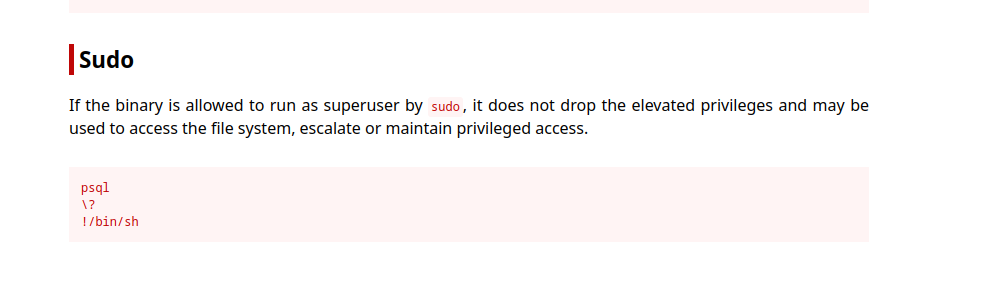 Sudo
If the binary is allowed to run as superuser by sudo, it does not drop the elevated privileges and may be
used to access the file system, escalate or maintain privileged access.
psql
\?
!/bin/sh